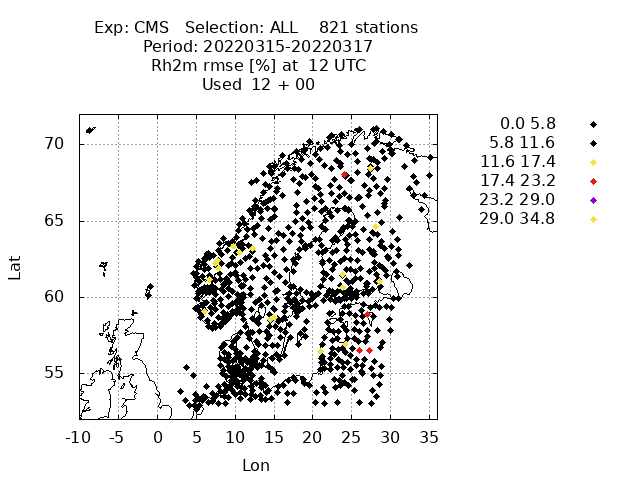 Exp: CMS   Selection: ALL    821 stations
Period: 20220315-20220317
Rh2m rmse [%] at  12 UTC
Used  12 + 00
0.0 5.8
5.8 11.6
11.6 17.4
17.4 23.2
23.2 29.0
29.0 34.8
70
65
60
55
Lat
-10 -5 0 5 10 15 20 25 30 35
Lon